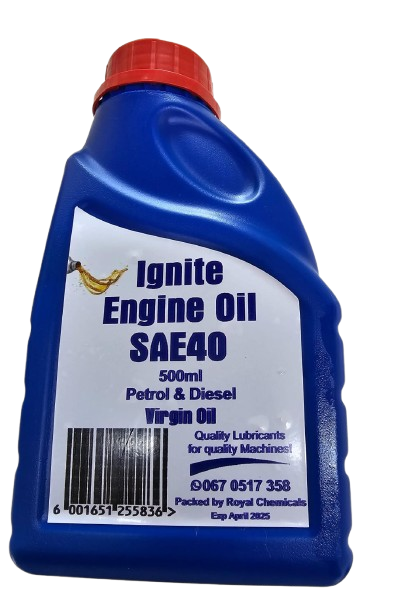 Ignite
Engine Oil
SAE40
500ml
Petrol & Diesel
Virgin Oil
Quality Lubricants
for quality Machines!
067 0517 358
Packed by Royal Chemicals
Exp April 2025
6 001651 255836 >